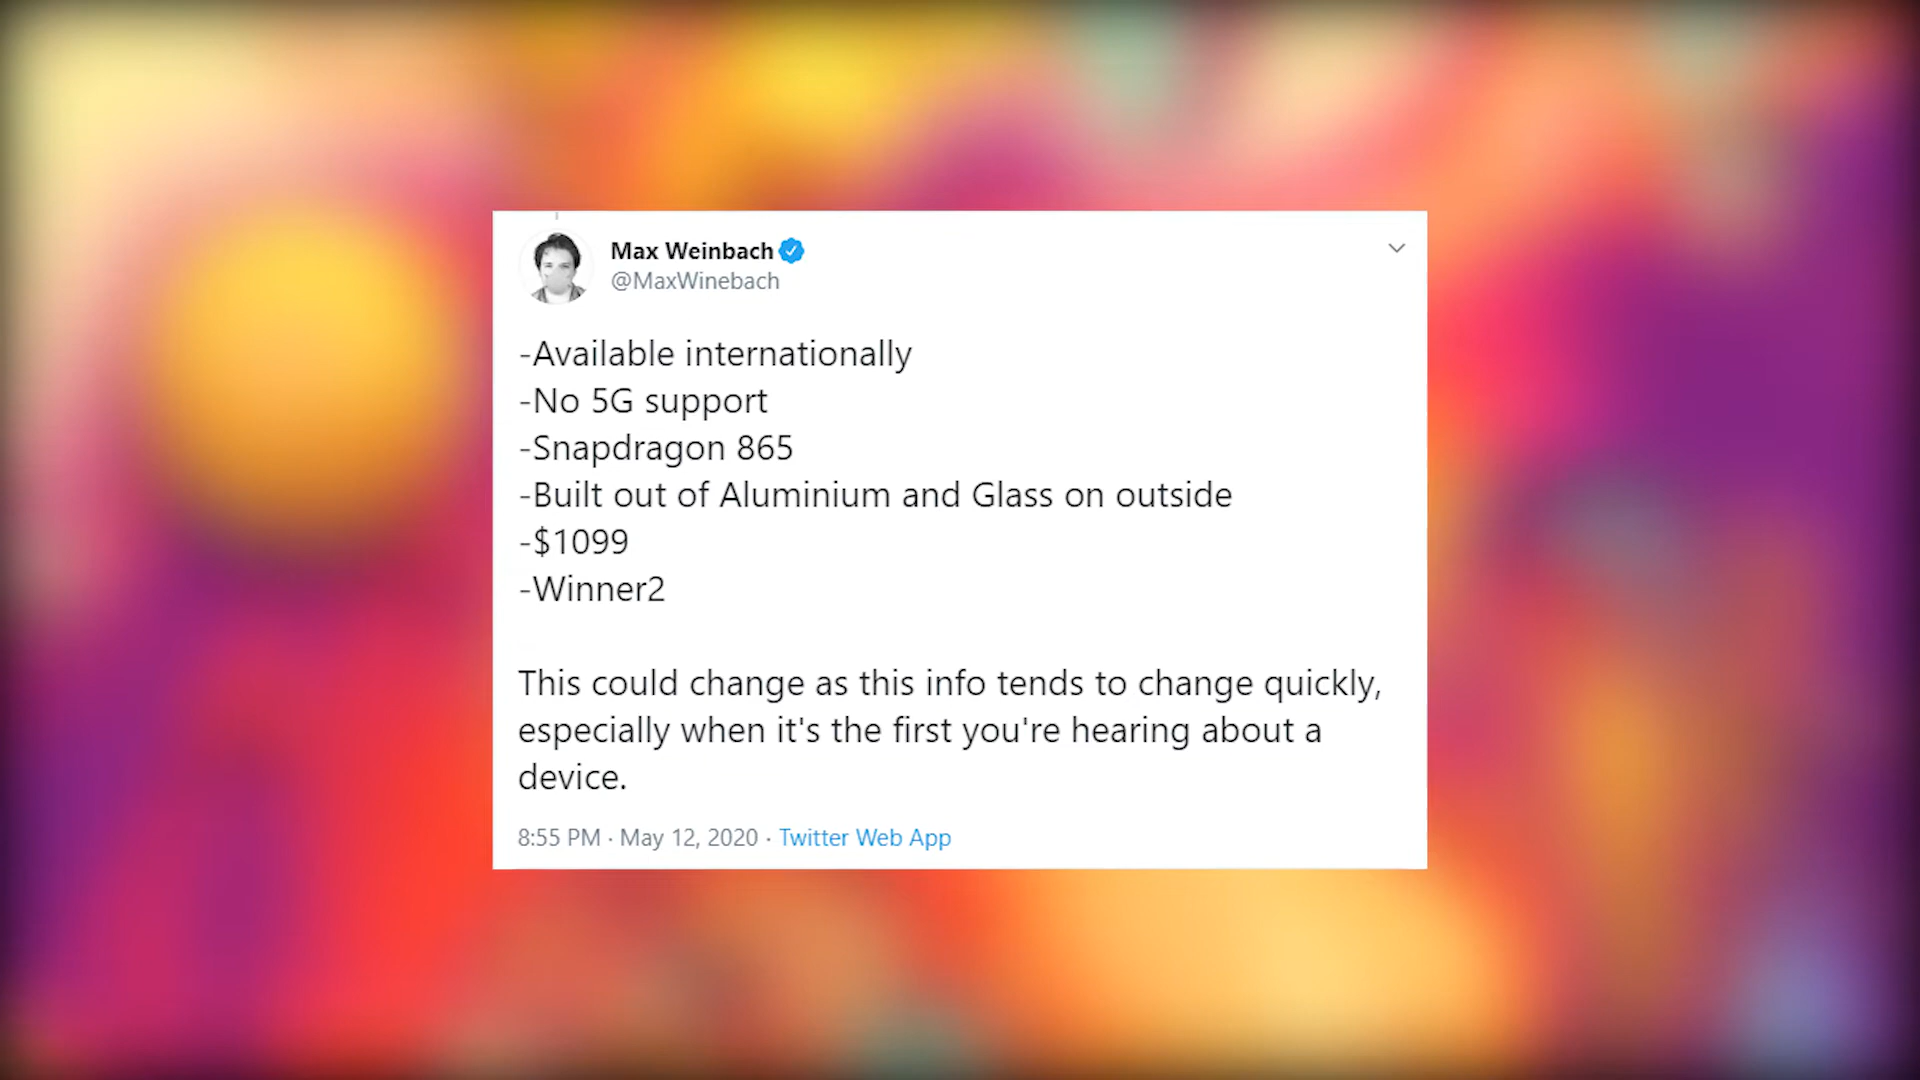 Max Weinbach
@MaxWinebach
-Available internationally
-No 5G support
-Snapdragon 865
-Built out of Aluminium and Glass on outside
-$1099
-Winner2
This could change as this info tends to change quickly,
especially when it's the first you're hearing about a
device.
8:55 PM · May 12, 2020 · Twitter Web App